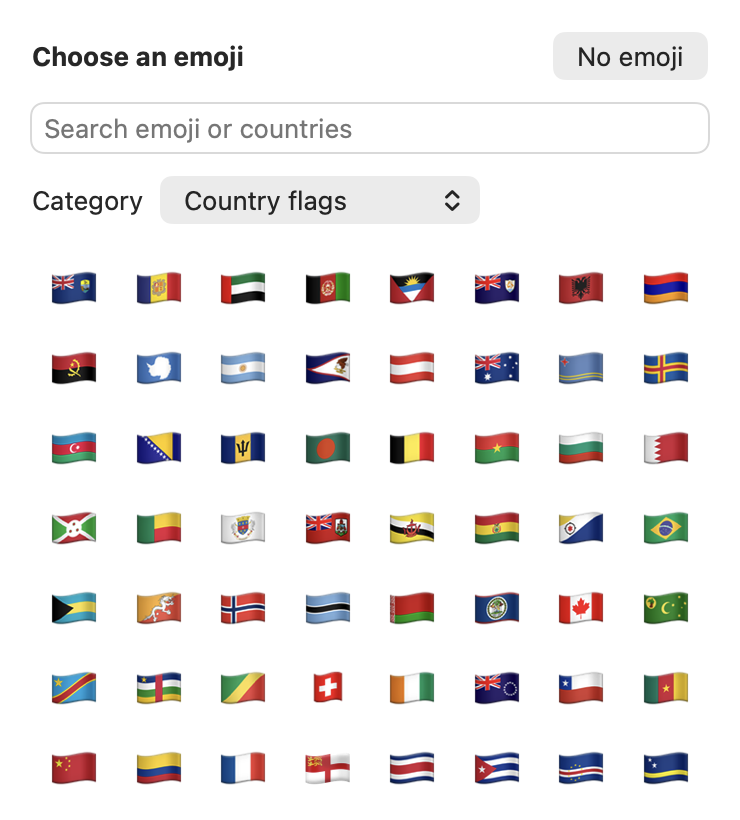 Choose an emoji
No emoji
Search emoji or countries
Category
Country flags